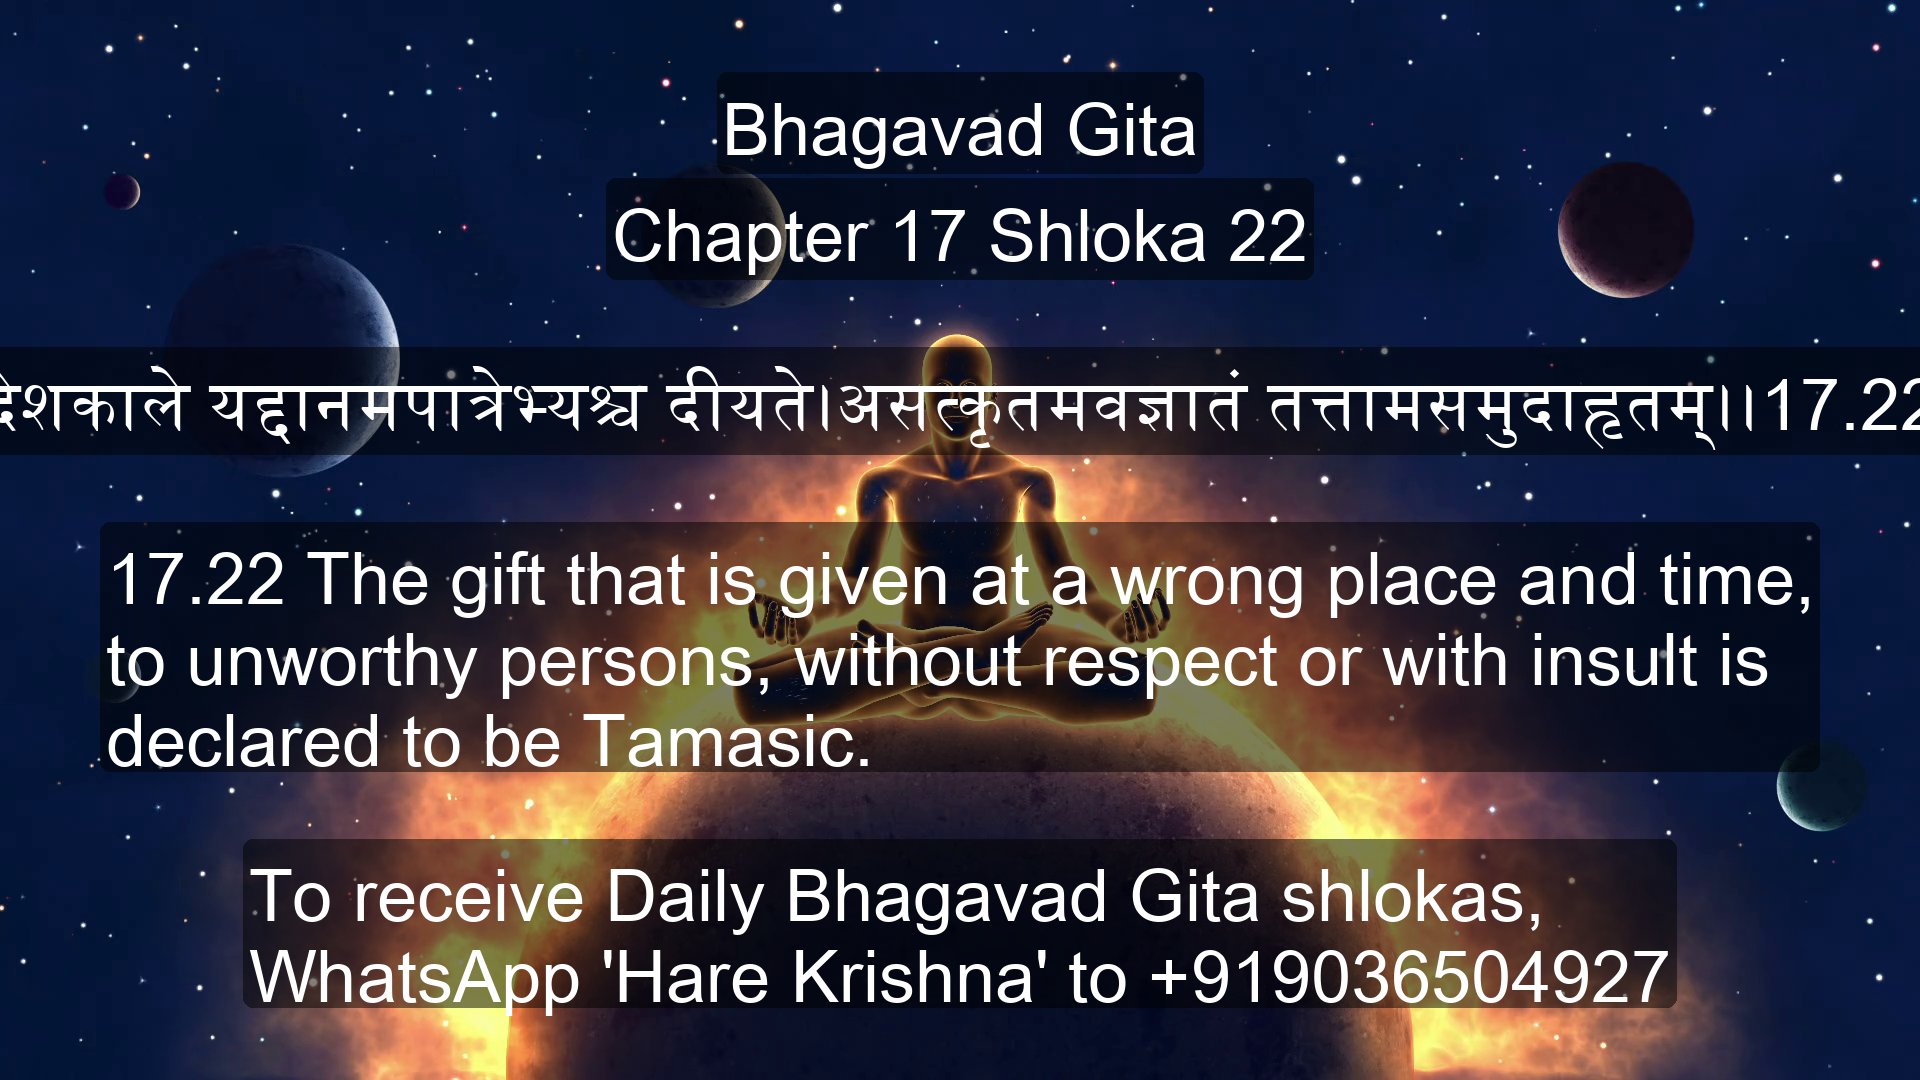 Bhagavad Gita
Chapter 17 Shloka 22
देशकाले यद्दानमपात्रेभ्यश्च दीयते।असत्कृतमवज्ञातं तत्तामसमुदाहृतम्।।17.22
17.22 The gift that is given at a wrong place and time,
to unworthy persons, without respect or with insult is
declared to be Tamasic.
To receive Daily Bhagavad Gita shlokas,
WhatsApp 'Hare Krishna' to +919036504927